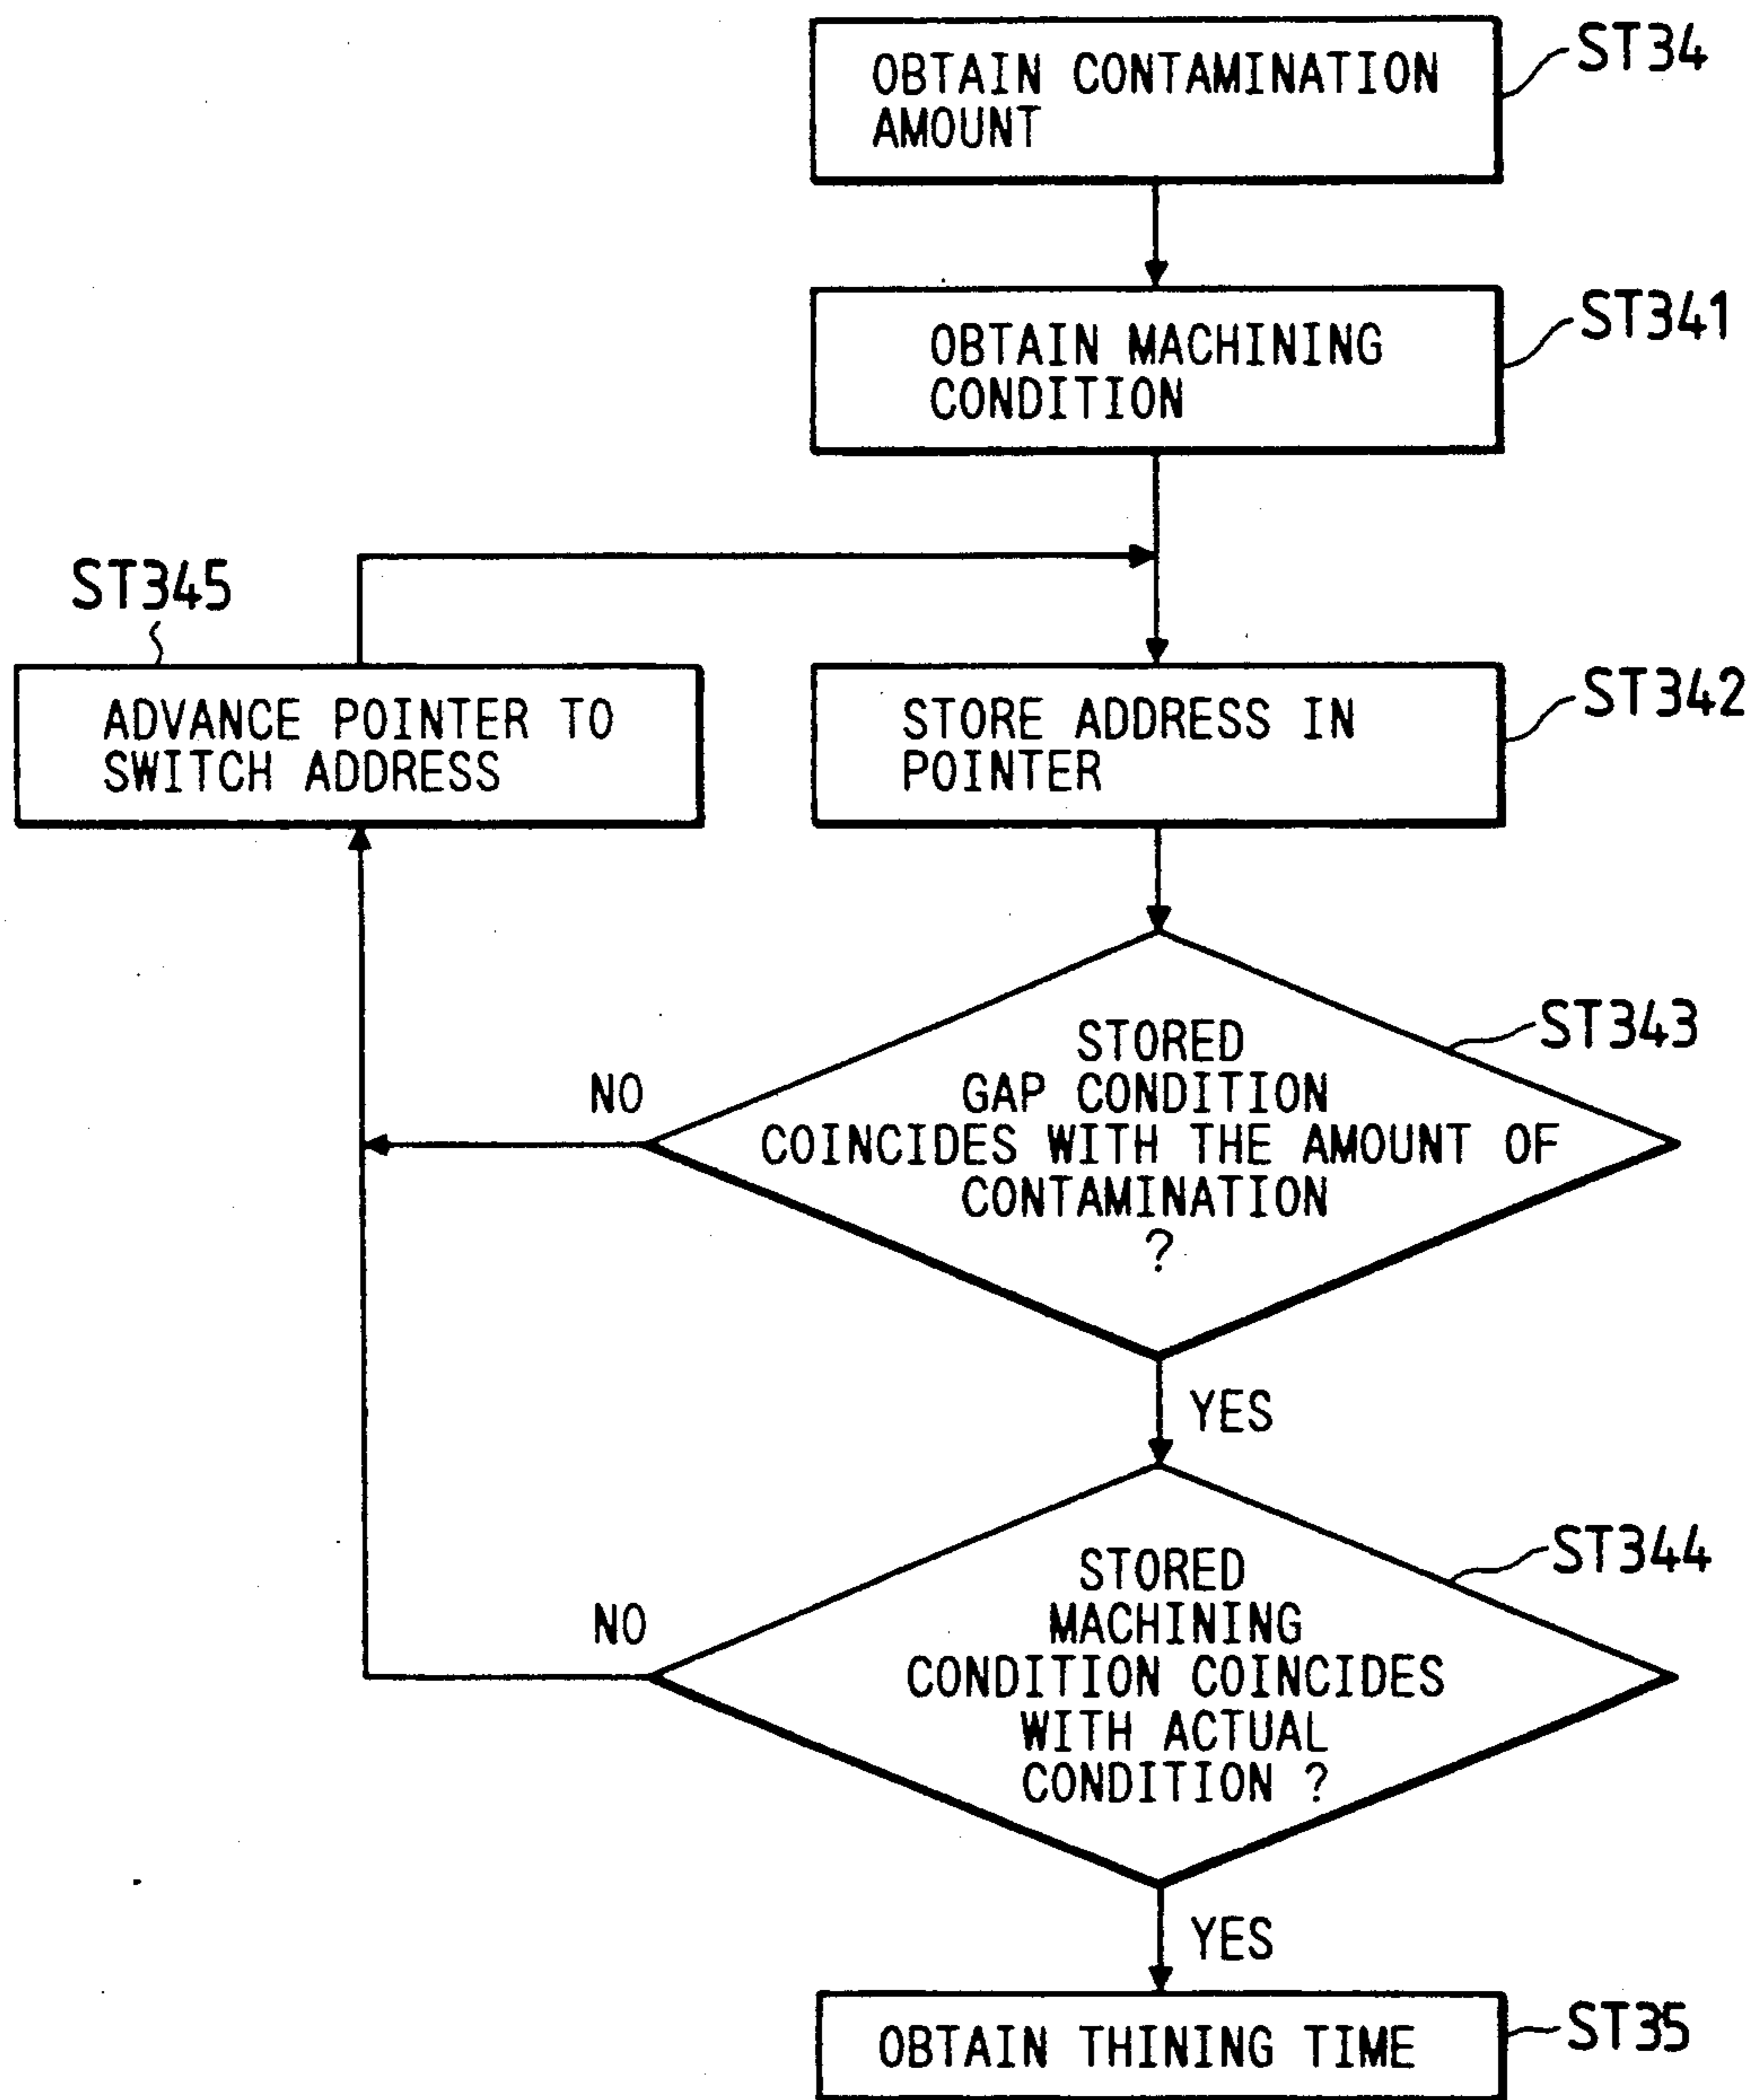 OBTAIN CONTAMINATION
AMOUNT
ST34
OBTAIN MACHINING
CONDITION
ST341
ST345
ADVANCE POINTER TO
SWITCH ADDRESS
STORE ADDRESS IN
POINTER
ST342
STORED
GAP CONDITION
COINCIDES WITH THE AMOUNT OF
CONTAMINATION
?
ST343
NO
YES
STORED
MACHINING
CONDITION COINCIDES
WITH ACTUAL
CONDITION ?
ST344
NO
YES
OBTAIN THINING TIME
ST35